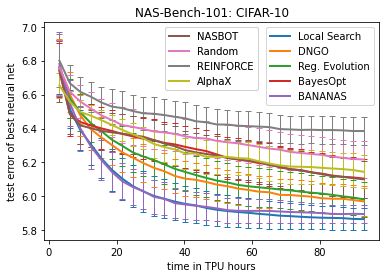 NAS-Bench-101: CIFAR-10
test error of best neural net
7.0
6.8
6.6
6.4
6.2
6.0
5.8
NASBOT
Random
REINFORCE
AlphaX
Local Search
DNGO
Reg. Evolution
BayesOpt
BANANAS
0 20 40 60 80
time in TPU hours